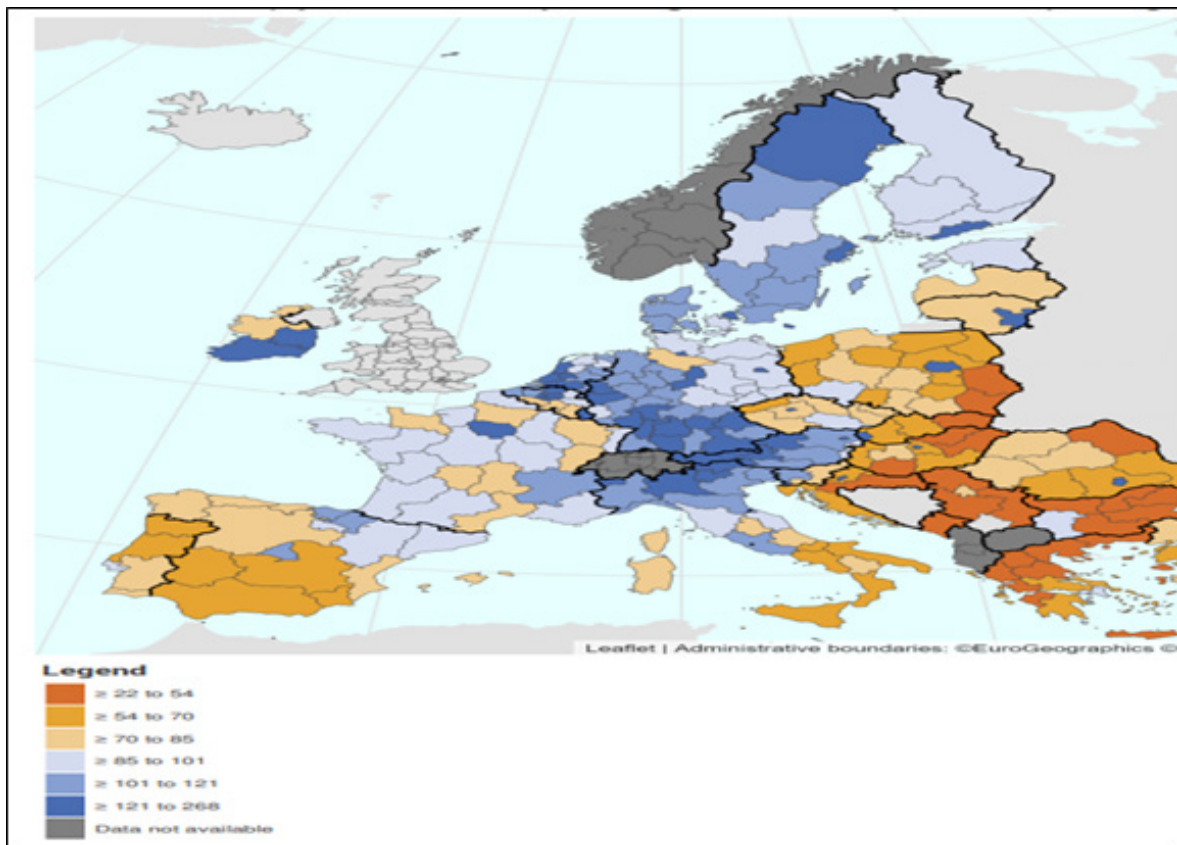 Leaflet | Administrative boundaries: ©EuroGeographics ©
Legend
≥ 22 to 54
≥ 54 to 70
≥ 70 to 85
≥ 85 to 101
≥ 101 to 121
≥ 121 to 268
Data not available